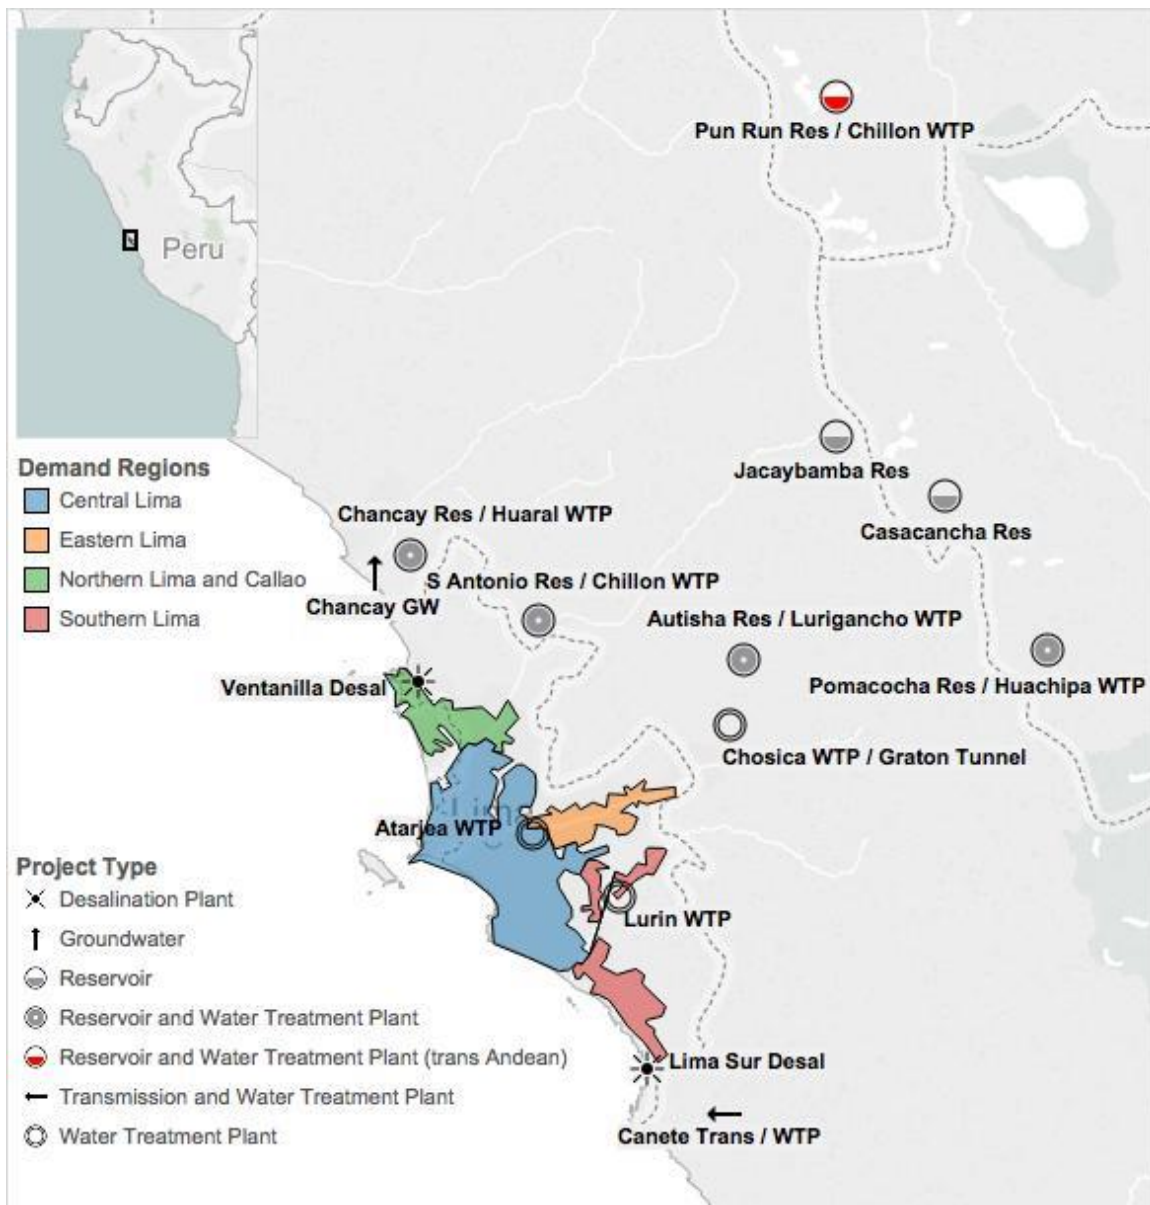 Peru
Pun Run Res / Chillon WTP
Jacaybamba Res
Casacancha Res
Demand Regions
Central Lima
Eastern Lima
Northern Lima and Callao
Southern Lima
Chancay Res / Huaral WTP
S Antonio Res / Chillon WTP
Chancay GW
Autisha Res / Lurigancho WTP
Ventanilla Desal
Pomacocha Res / Huachipa WTP
Chosica WTP / Graton Tunnel
Lima
Atarjea WTP
Lurin WTP
Project Type
Desalination Plant
Groundwater
Reservoir
Reservoir and Water Treatment Plant
Reservoir and Water Treatment Plant (trans Andean)
Transmission and Water Treatment Plant
Water Treatment Plant
Lima Sur Desal
Canete Trans / WTP